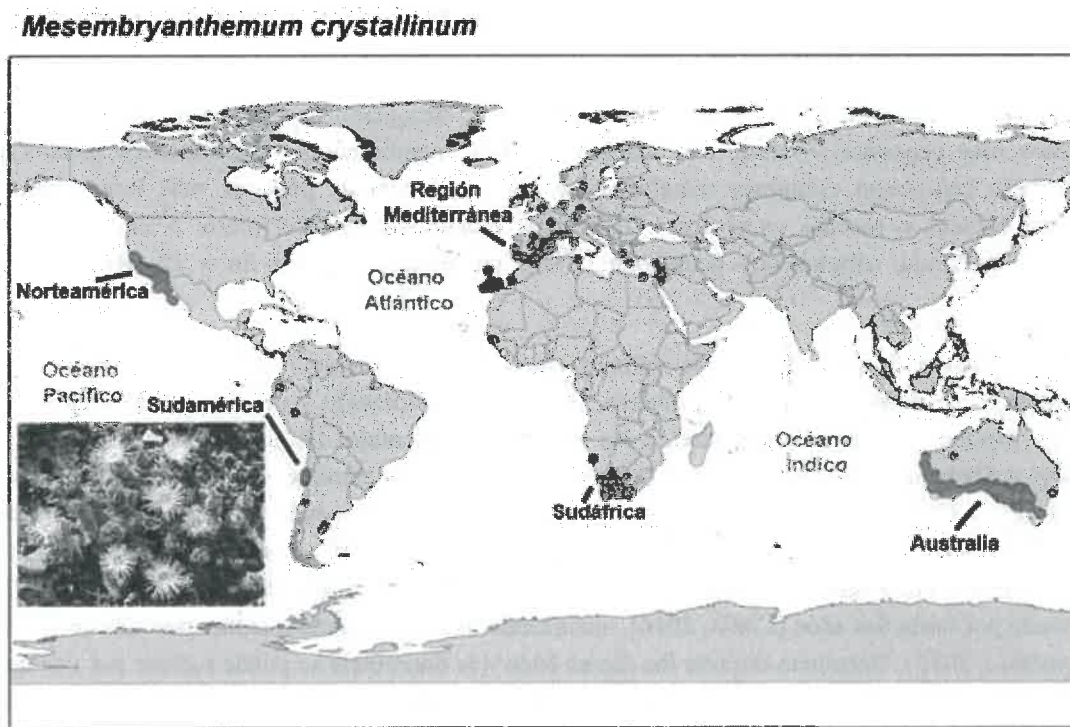 Mesembryanthemum crystallinum
Región
Mediterránea
Norteamérica
Océano
Atlántico
Océano
Pacífico
Sudamérica
Océano
Índico
Sudáfrica
Australia